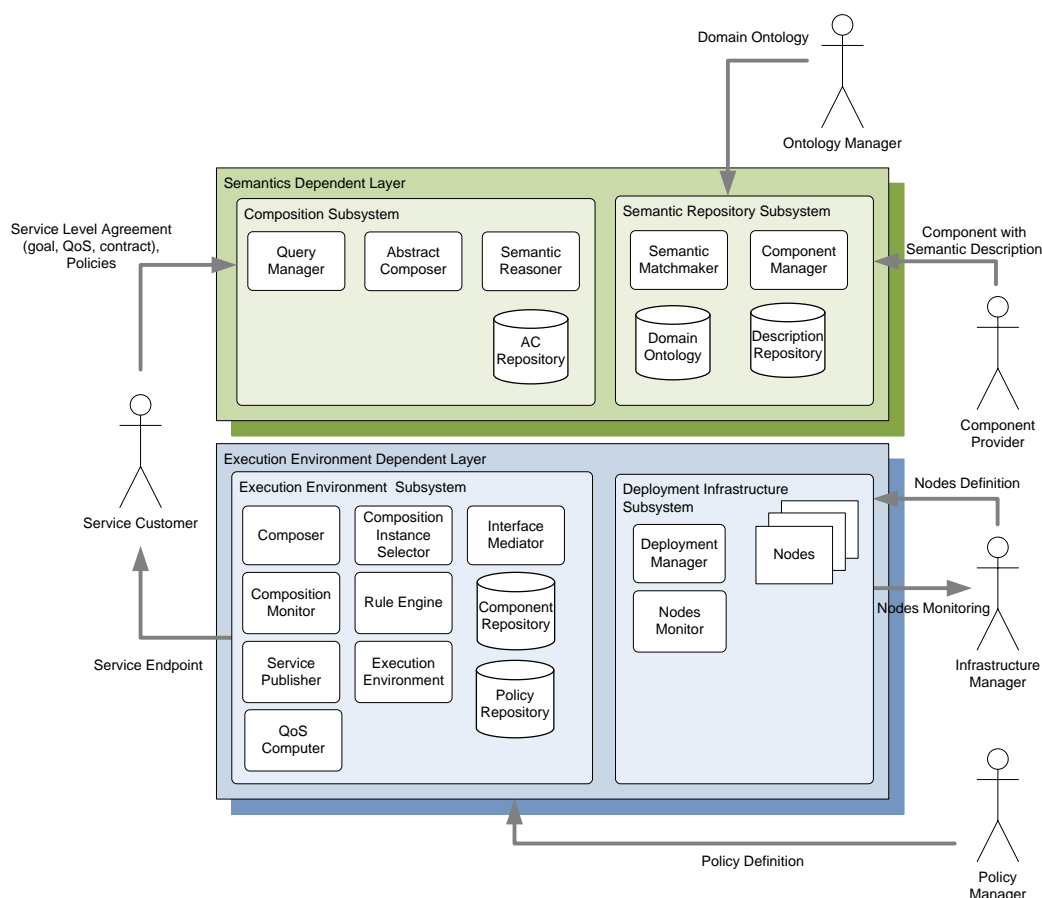 Domain Ontology
Ontology Manager
Semantics Dependent Layer
Composition Subsystem
Query
Manager
Abstract
Composer
Semantic
Reasoner
AC
Repository
Semantic Repository Subsystem
Semantic
Matchmaker
Component
Manager
Domain
Ontology
Description
Repository
Service Level Agreement
(goal, QoS, contract),
Policies
Component with
Semantic Description
Component
Provider
Service Customer
Service Endpoint
Execution Environment Dependent Layer
Execution Environment Subsystem
Composer
Composition
Instance
Selector
Interface
Mediator
Composition
Monitor
Rule Engine
Component
Repository
Service
Publisher
Execution
Environment
Policy
Repository
QoS
Computer
Deployment Infrastructure
Subsystem
Deployment
Manager
Nodes
Nodes
Monitor
Nodes Definition
Nodes Monitoring
Infrastructure
Manager
Policy Definition
Policy
Manager